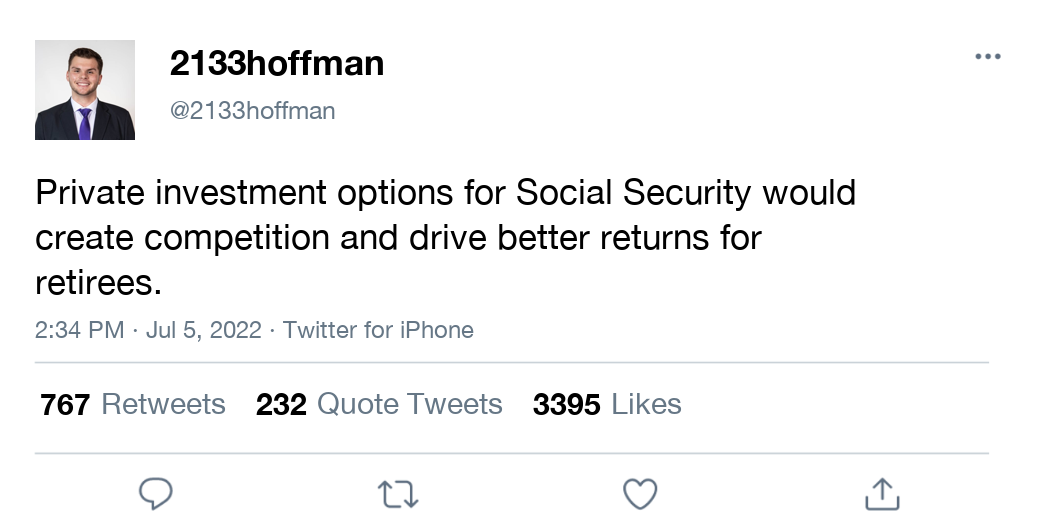 2133hoffman
@2133hoffman
Private investment options for Social Security would
create competition and drive better returns for
retirees.
2:34 PM · Jul 5, 2022 · Twitter for iPhone
767 Retweets 232 Quote Tweets 3395 Likes